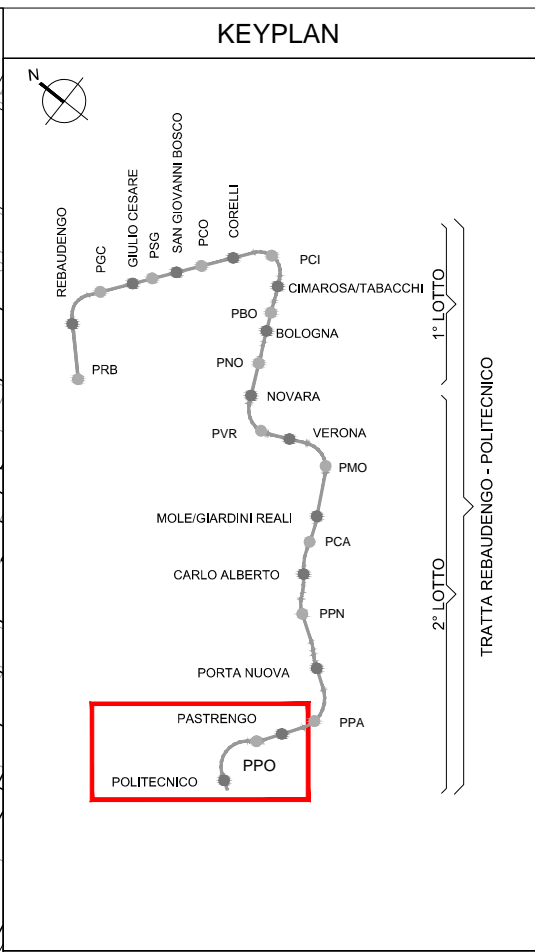 KEYPLAN
N
REBAUDENGO
PGC
GIULIO CESARE
PSG
SAN GIOVANNI BOSCO
PCO
CORELLI
PCI
CIMAROSA/TABACCHI
PBO
BOLOGNA
PNO
PRB
NOVARA
PVR
VERONA
PMO
MOLE/GIARDINI REALI
PCA
CARLO ALBERTO
PPN
PORTA NUOVA
PASTRENGO
PPA
PPO
POLITECNICO
1° LOTTO
2° LOTTO
TRATTA REBAUDENGO - POLITECNICO